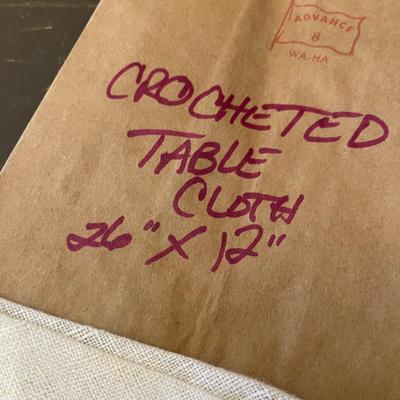 ADVANCE
8
WA-HA
CROCHETED
TABLE
CLOTH
26" X 12"